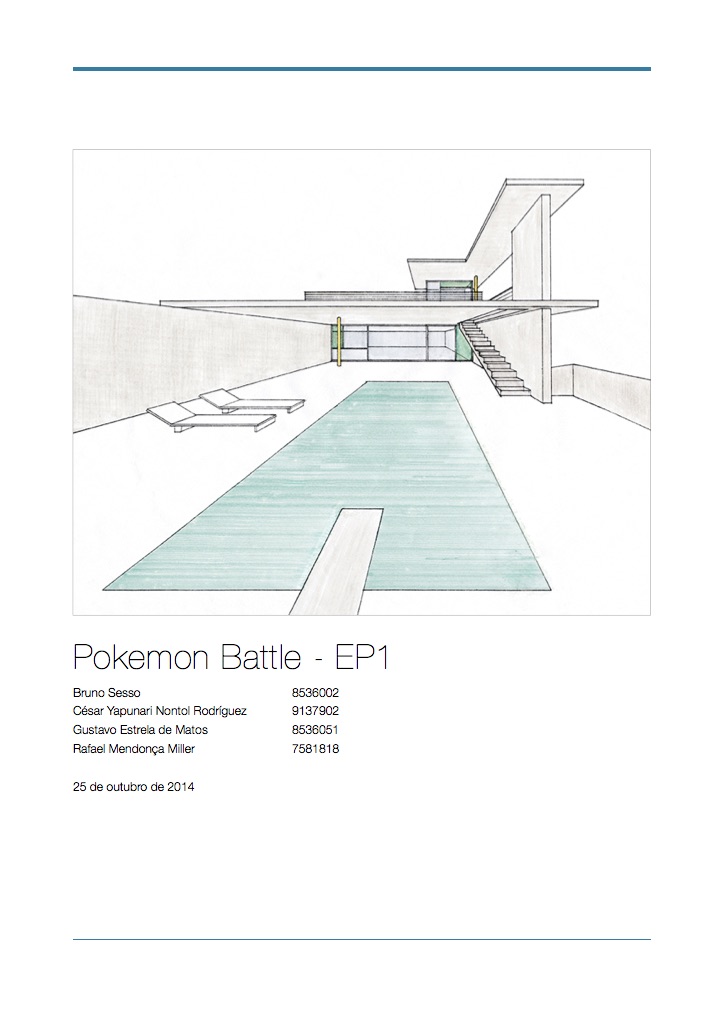 Pokemon Battle - EP1
Bruno Sesso 8536002
César Yapunari Nontol Rodríguez 9137902
Gustavo Estrela de Matos 8536051
Rafael Mendonça Miller 7581818
25 de outubro de 2014